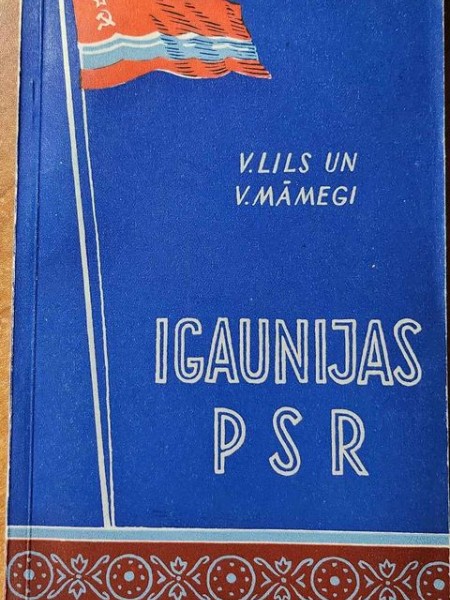 V.LILS UN
V.MĀMEGI
IGAUNIJAS
PSR